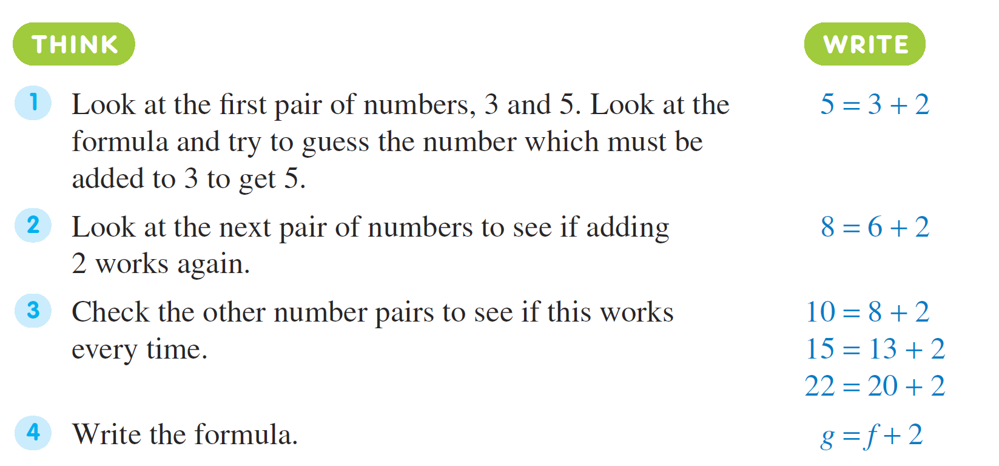 THINK WRITE
1 Look at the first pair of numbers, 3 and 5. Look at the 5 = 3 + 2
formula and try to guess the number which must be
added to 3 to get 5.
2 Look at the next pair of numbers to see if adding 8 = 6 + 2
2 works again.
3 Check the other number pairs to see if this works 10 = 8 + 2
every time. 15 = 13 + 2
22 = 20 + 2
4 Write the formula. g = f + 2